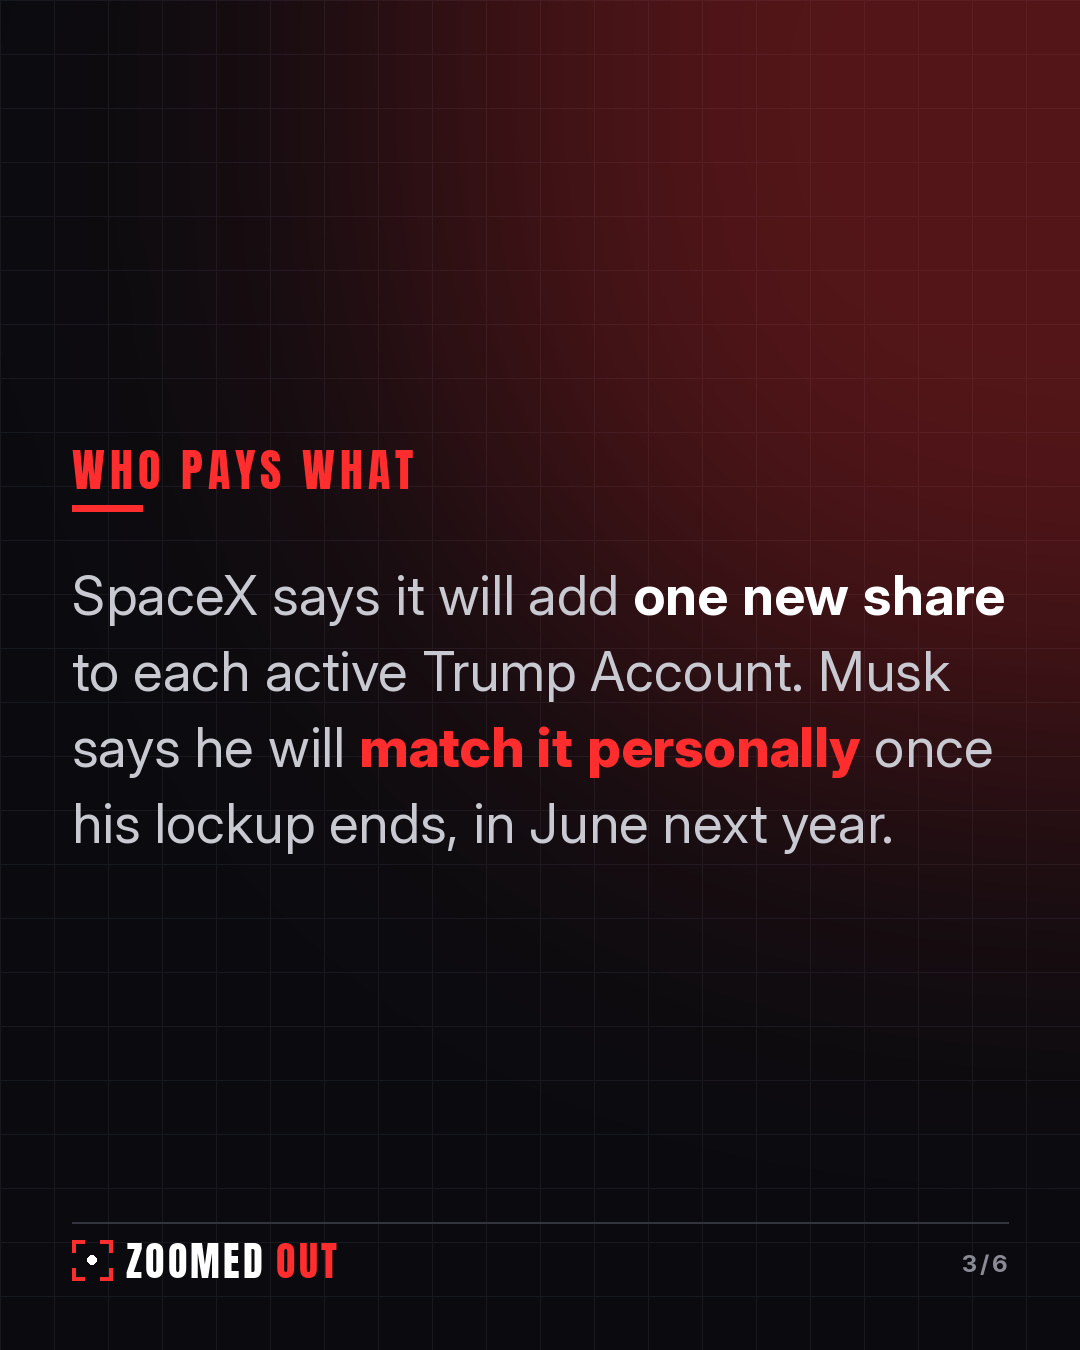 WHO PAYS WHAT
SpaceX says it will add one new share
to each active Trump Account. Musk
says he will match it personally once
his lockup ends, in June next year.
ZOOMED OUT
3/6